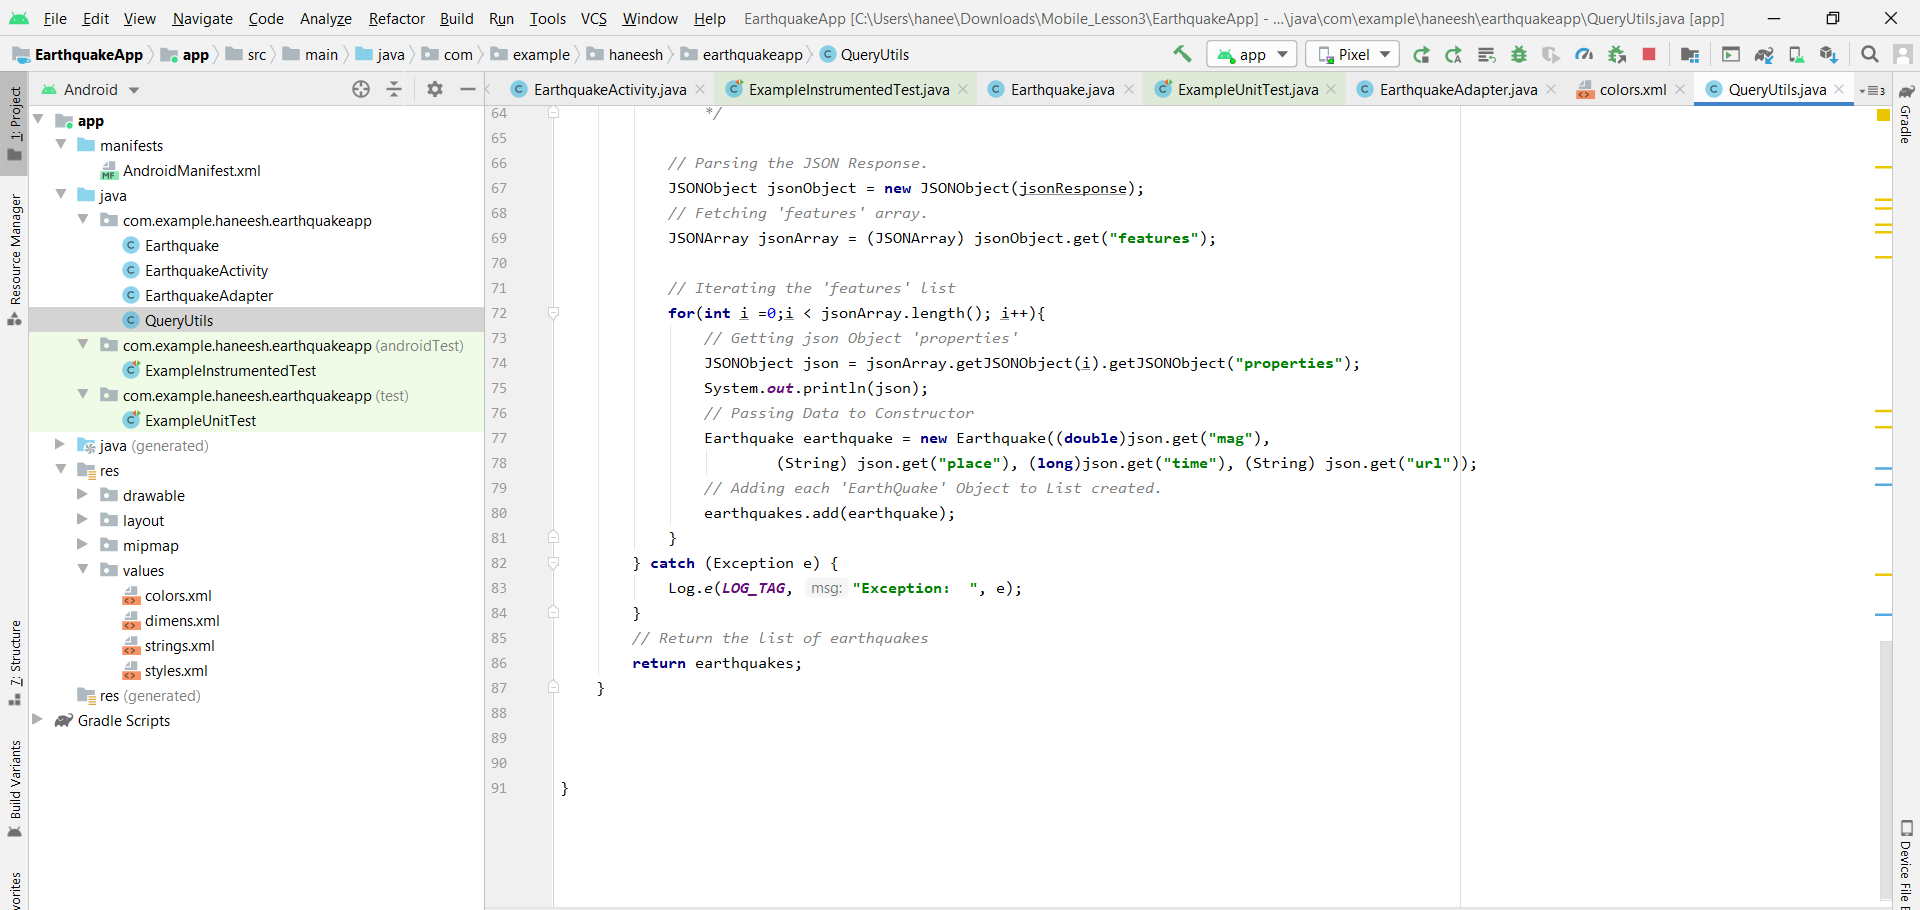 File Edit View Navigate Code Analyze Refactor Build Run Tools VCS Window Help EarthquakeApp [C:\Users\hanee\Downloads\Mobile_Lesson3\EarthquakeApp] - ...\java\com\example\haneesh\earthquakeapp\QueryUtils.java [app]
EarthquakeApp app src main java com example haneesh earthquakeapp QueryUtils app Pixel
Android EarthquakeActivity.java ExampleInstrumentedTest.java Earthquake.java ExampleUnitTest.java EarthquakeAdapter.java colors.xml QueryUtils.java 3
1: Project
Resource Manager
7: Structure
Build Variants
app
manifests
AndroidManifest.xml
java
com.example.haneesh.earthquakeapp
Earthquake
EarthquakeActivity
EarthquakeAdapter
QueryUtils
com.example.haneesh.earthquakeapp (androidTest)
ExampleInstrumentedTest
com.example.haneesh.earthquakeapp (test)
ExampleUnitTest
java (generated)
res
drawable
layout
mipmap
values
colors.xml
dimens.xml
strings.xml
styles.xml
res (generated)
Gradle Scripts
64 */
65
66 // Parsing the JSON Response.
67 JSONObject jsonObject = new JSONObject(jsonResponse);
68 // Fetching 'features' array.
69 JSONArray jsonArray = (JSONArray) jsonObject.get("features");
70
71 // Iterating the 'features' list
72 for(int i =0;i < jsonArray.length(); i++){
73 // Getting json Object 'properties'
74 JSONObject json = jsonArray.getJSONObject(i).getJSONObject("properties");
75 System.out.println(json);
76 // Passing Data to Constructor
77 Earthquake earthquake = new Earthquake((double)json.get("mag"),
78 (String) json.get("place"), (long)json.get("time"), (String) json.get("url"));
79 // Adding each 'EarthQuake' Object to List created.
80 earthquakes.add(earthquake);
81 }
82 } catch (Exception e) {
83 Log.e(LOG_TAG, msg: "Exception:  ", e);
84 }
85 // Return the list of earthquakes
86 return earthquakes;
87 }
88
89
90
91 }
Gradle
Device File E